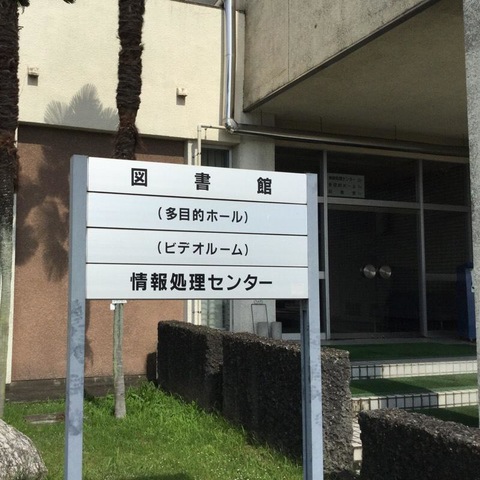 図書館
(多目的ホール)
(ビデオルーム)
情報処理センター